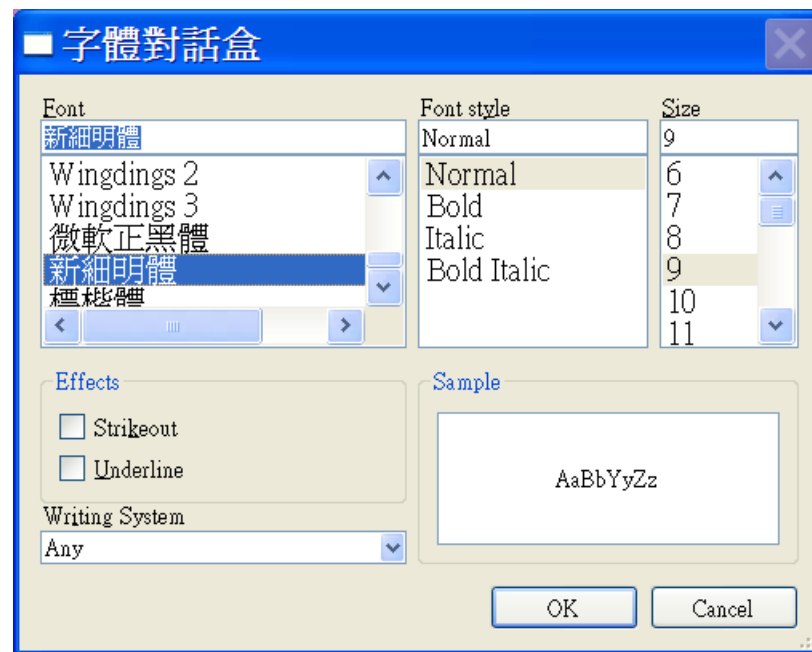 字體對話盒
Font
Font style
Size
新細明體
Normal
9
Wingdings 2
Wingdings 3
微軟正黑體
新細明體
標楷體
Normal
Bold
Italic
Bold Italic
6
7
8
9
10
11
Effects
Strikeout
Underline
Sample
AaBbYyZz
Writing System
Any
OK
Cancel